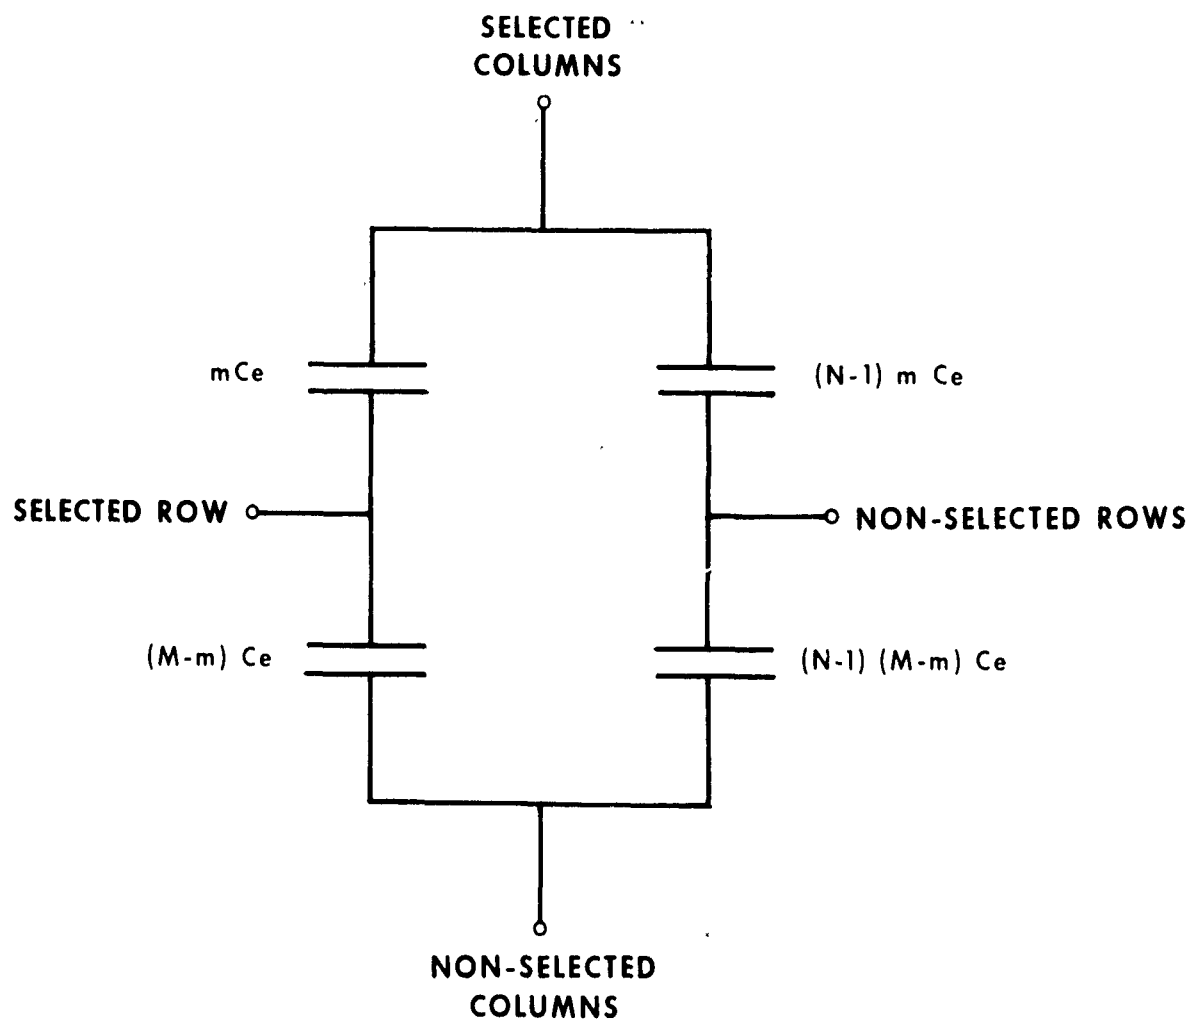 SELECTED
COLUMNS
mCe
(N-1) m Ce
SELECTED ROW
NON-SELECTED ROWS
(M-m) Ce
(N-1) (M-m) Ce
NON-SELECTED
COLUMNS